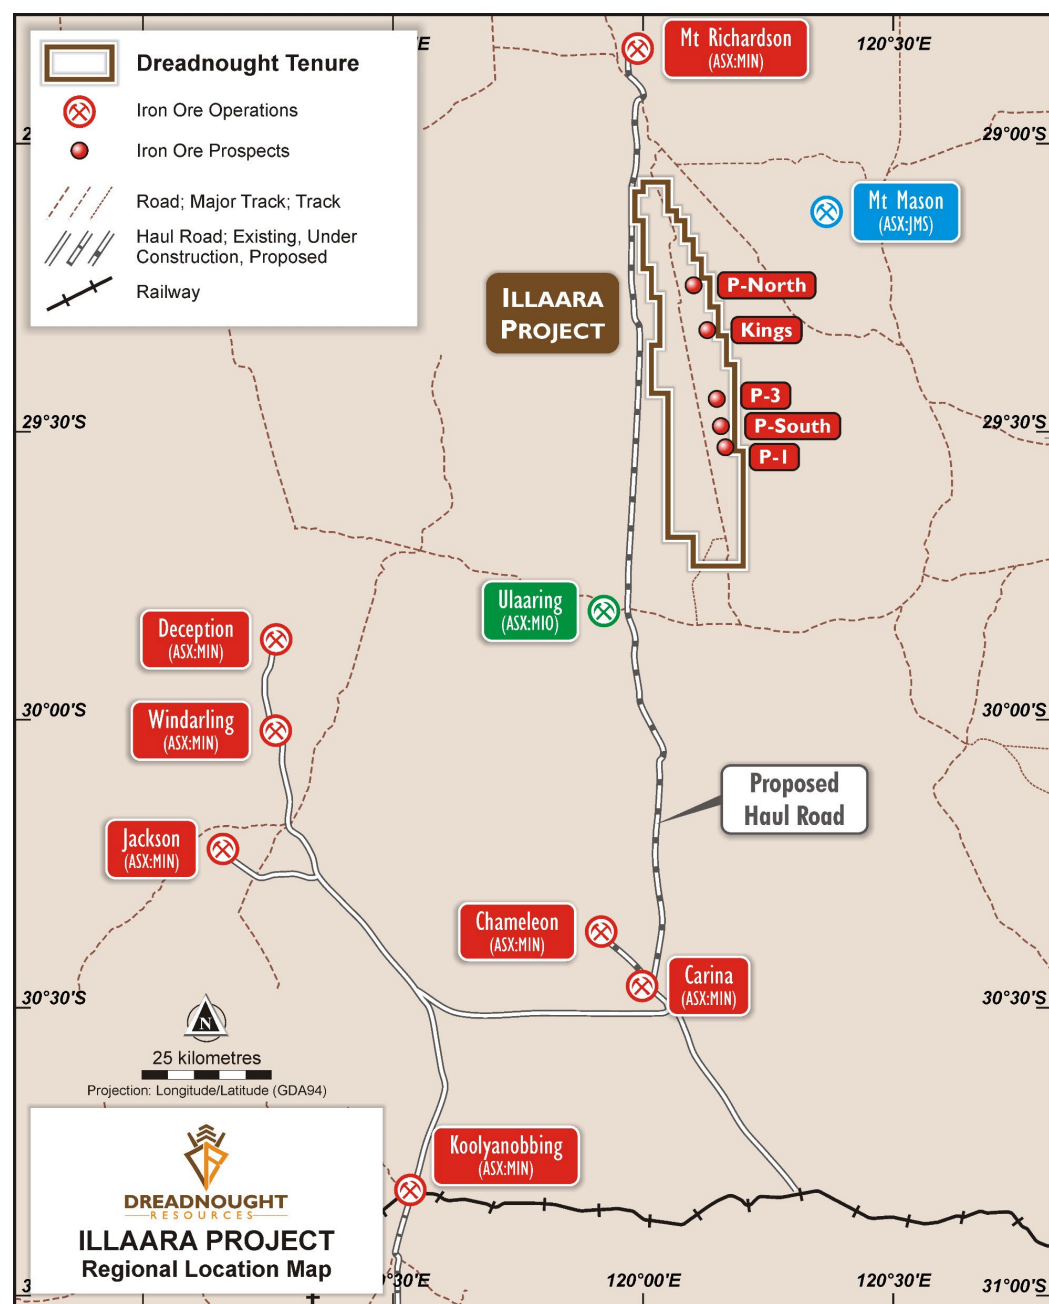 Dreadnought Tenure
Iron Ore Operations
Iron Ore Prospects
Road; Major Track; Track
Haul Road; Existing, Under
Construction, Proposed
Railway
Mt Richardson
(ASX:MIN)
120°30'E
29°00'S
Mt Mason
(ASX:JMS)
ILLAARA
PROJECT
P-North
Kings
P-3
P-South
P-1
29°30'S
29°30'S
Ulaaring
(ASX:MIO)
Deception
(ASX:MIN)
Windarling
(ASX:MIN)
30°00'S
30°00'S
Proposed
Haul Road
Jackson
(ASX:MIN)
Chameleon
(ASX:MIN)
Carina
(ASX:MIN)
30°30'S
30°30'S
N
25 kilometres
Projection: Longitude/Latitude (GDA94)
Koolyanobbing
(ASX:MIN)
DREADNOUGHT
RESOURCES
ILLAARA PROJECT
Regional Location Map
°30'E
120°00'E
120°30'E
31°00'S